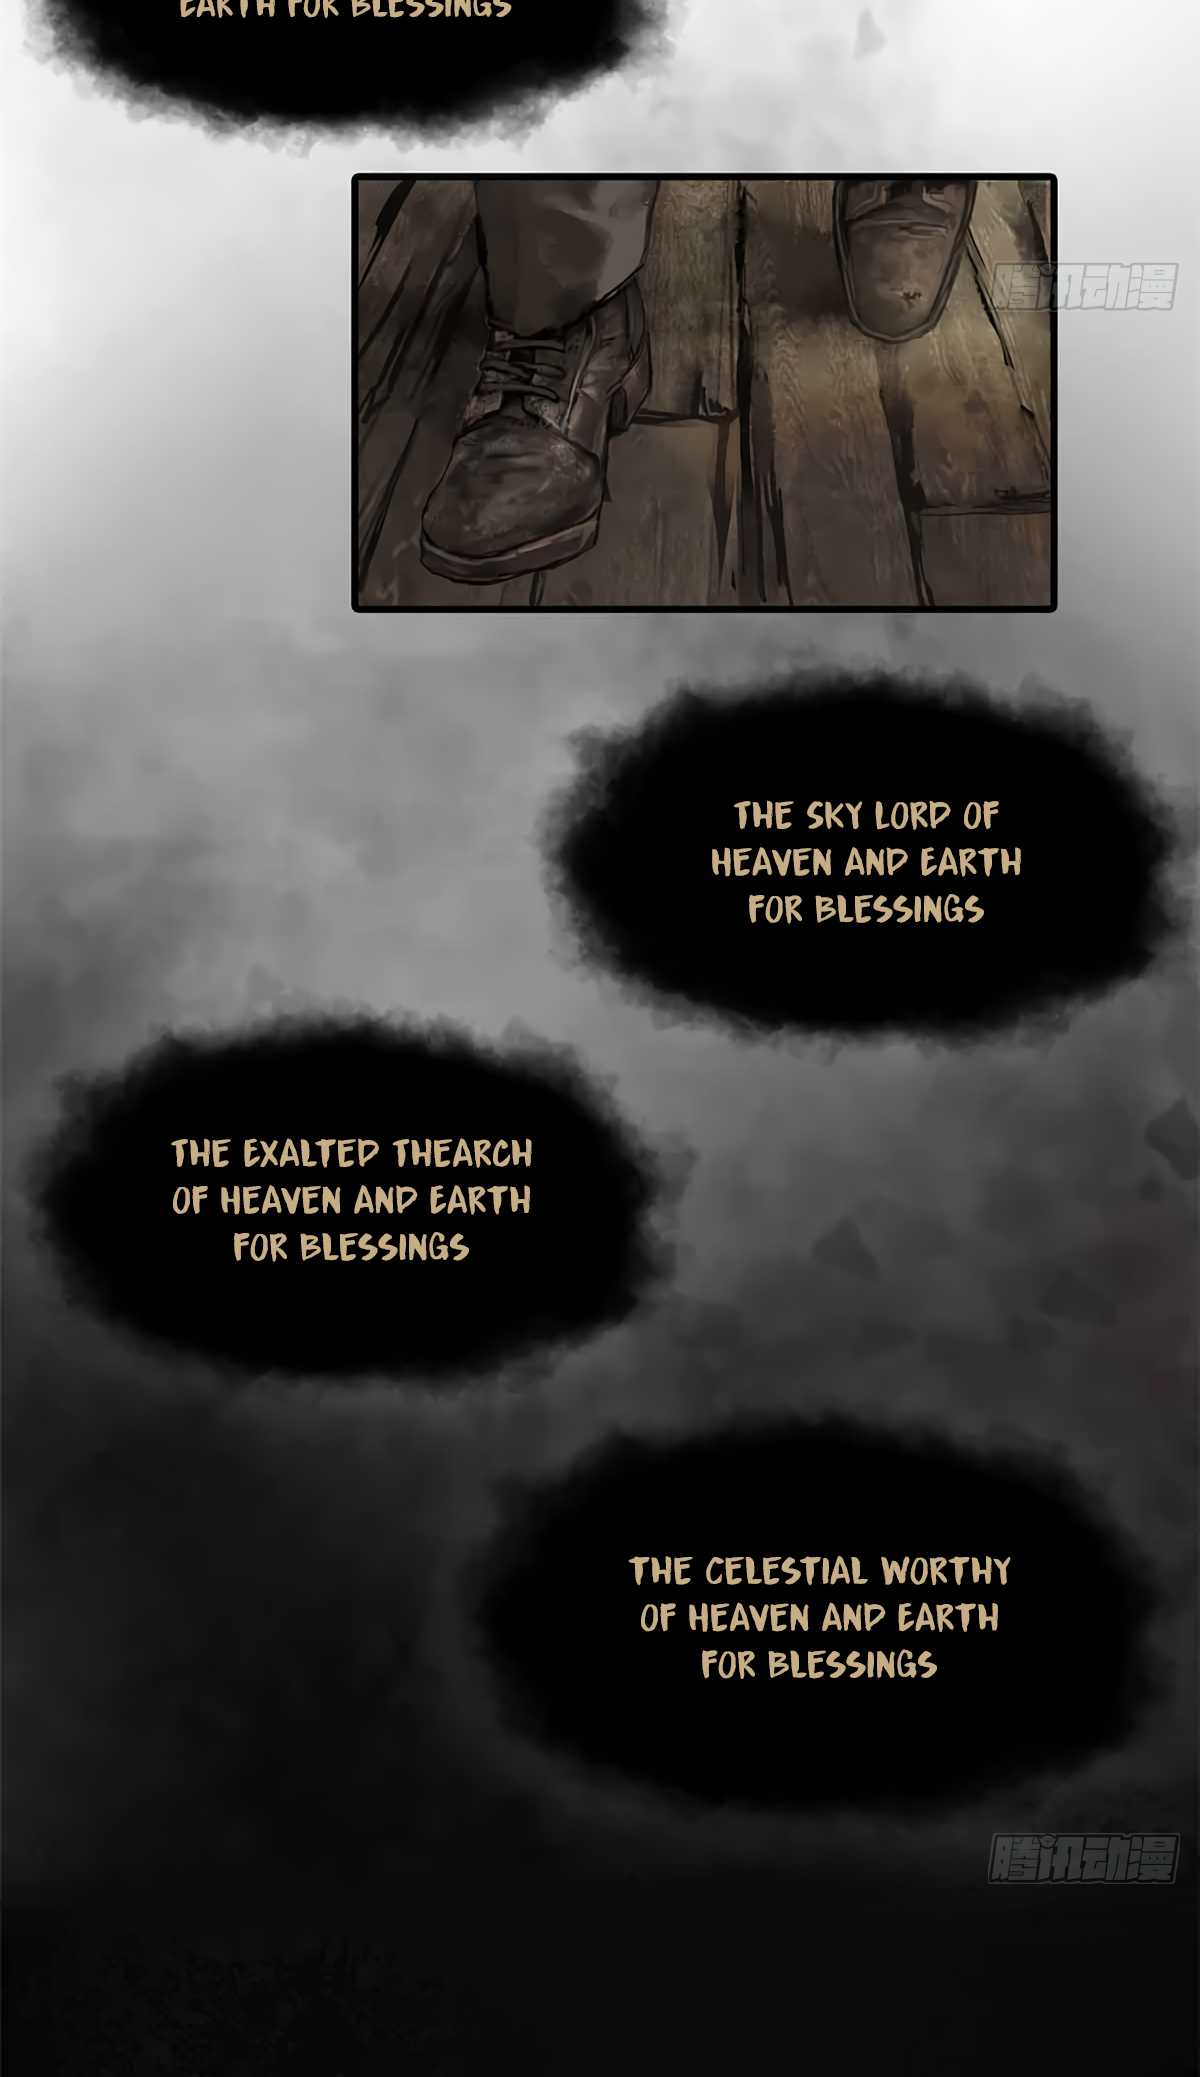 EARTH FOR BLESSINGS
腾讯动漫
THE SKY LORD OF
HEAVEN AND EARTH
FOR BLESSINGS
THE EXALTED THEARCH
OF HEAVEN AND EARTH
FOR BLESSINGS
THE CELESTIAL WORTHY
OF HEAVEN AND EARTH
FOR BLESSINGS
腾讯动漫